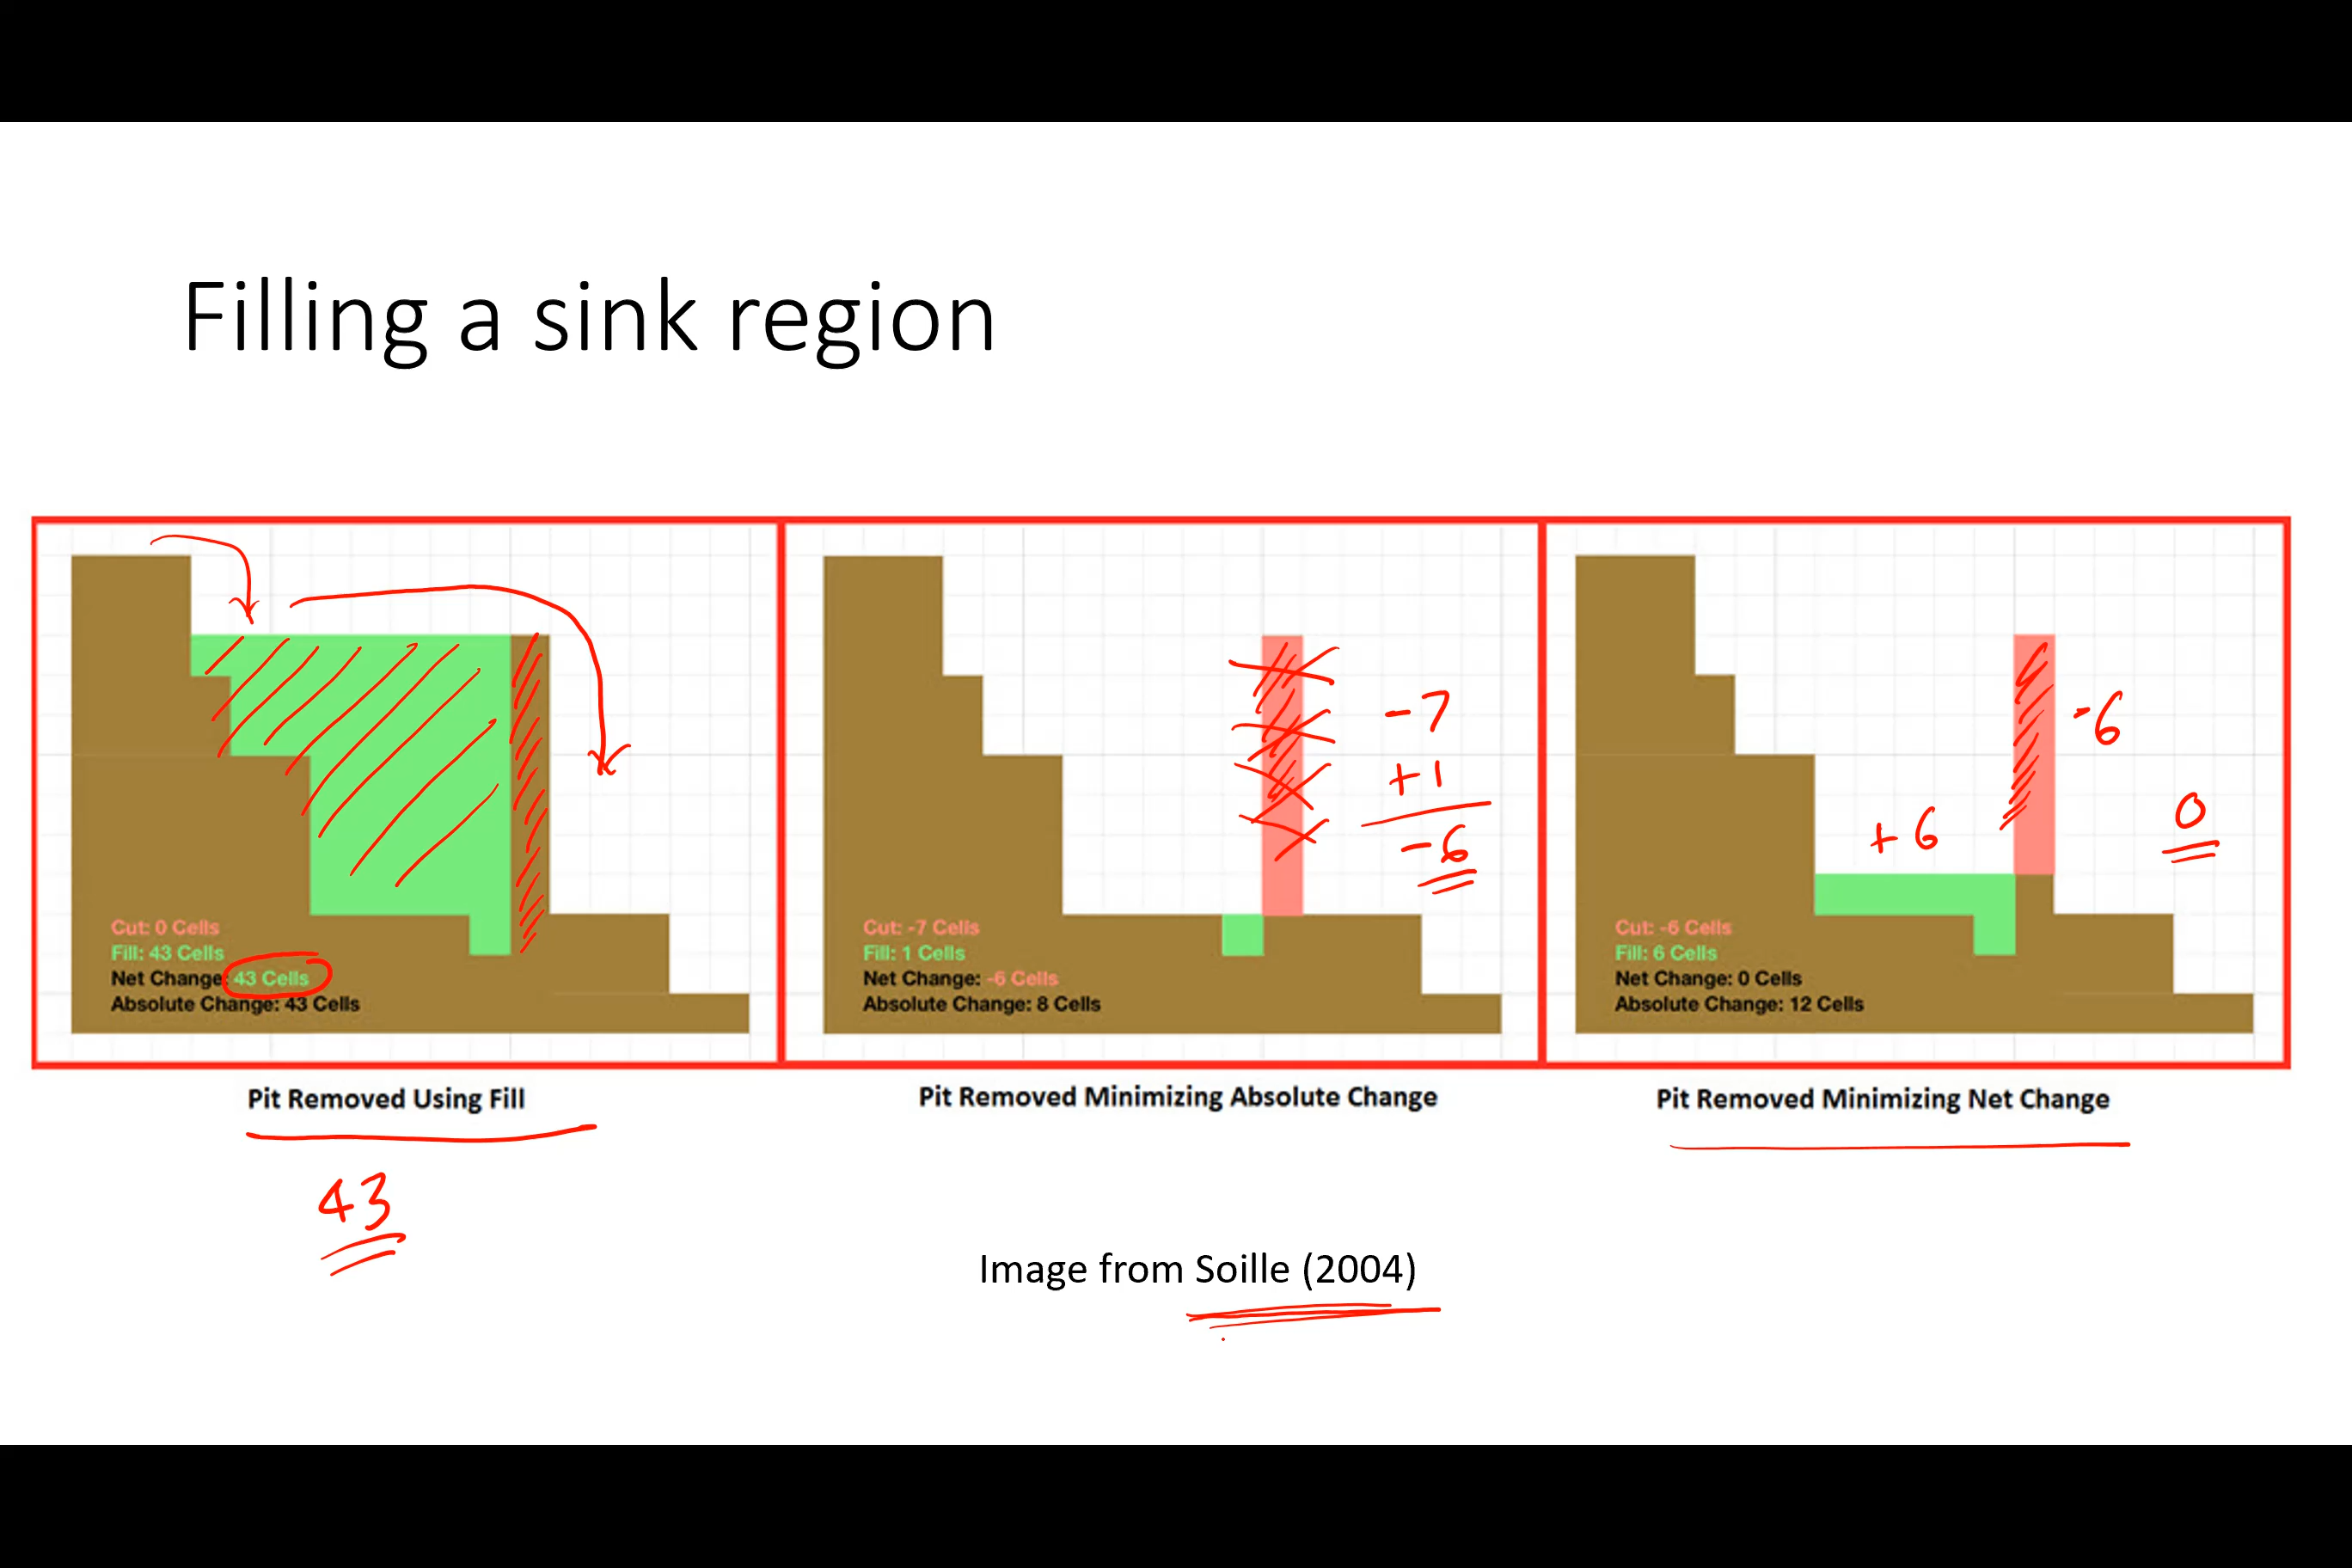 Filling a sink region
Cut: 0 Cells
Fill: 43 Cells
Net Change: 43 Cells
Absolute Change: 43 Cells
Pit Removed Using Fill
43
Cut: -7 Cells
Fill: 1 Cells
Net Change: -6 Cells
Absolute Change: 8 Cells
-7
+1
-6
Pit Removed Minimizing Absolute Change
Cut: -6 Cells
Fill: 6 Cells
Net Change: 0 Cells
Absolute Change: 12 Cells
-6
+6
0
Pit Removed Minimizing Net Change
Image from Soille (2004)